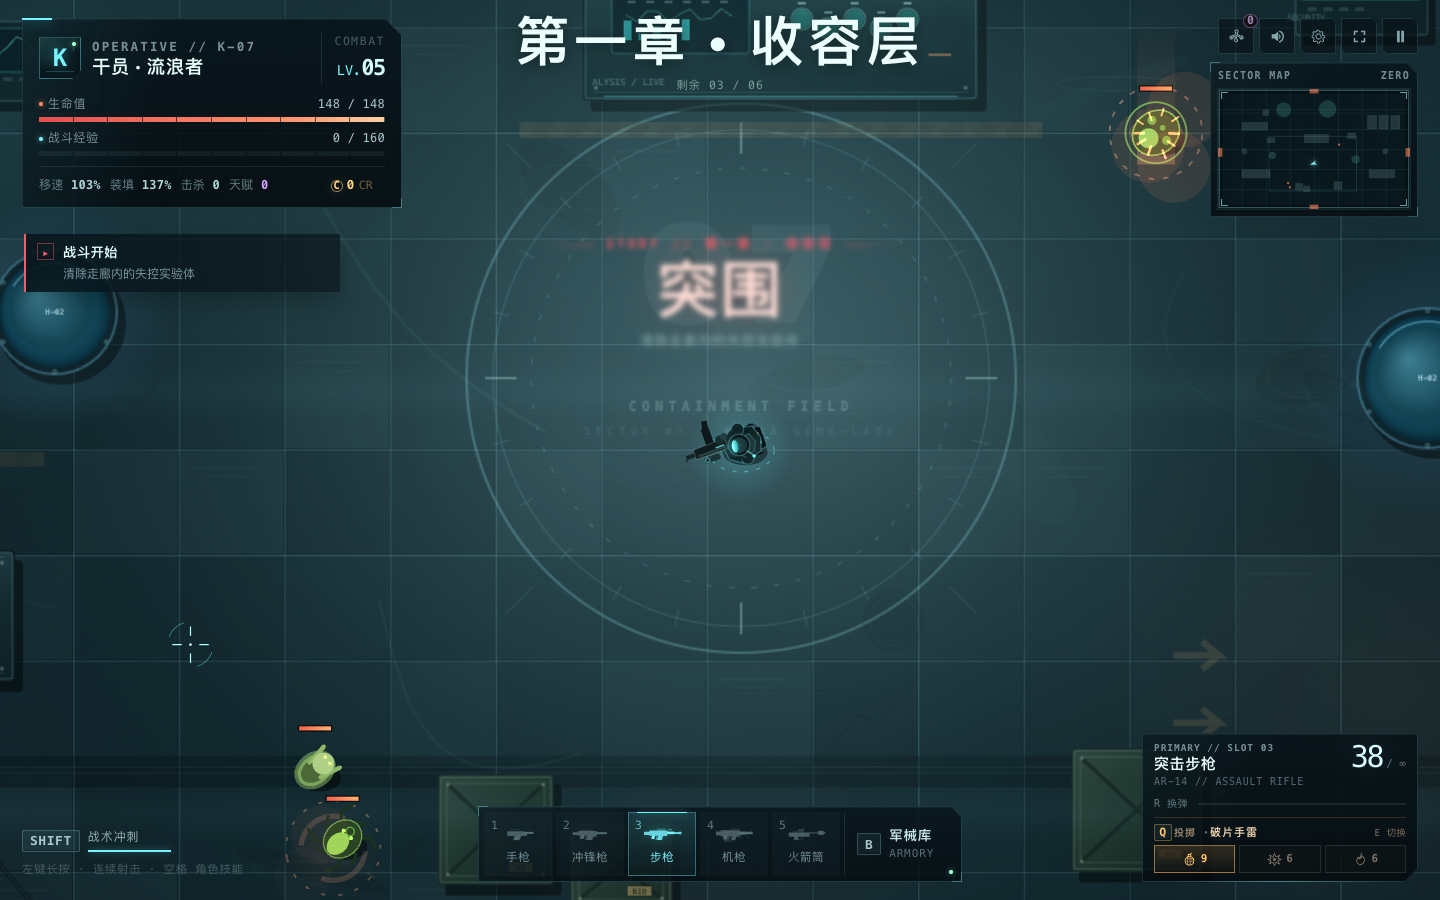 K
OPERATIVE // K-07
干员·流浪者
COMBAT
LV.05
生命值 148 / 148
战斗经验 0 / 160
移速 103% 装填 137% 击杀 0 天赋 0 C 0 CR
战斗开始
清除走廊内的失控实验体
第一章·收容层
ALYSIS / LIVE
剩余 03 / 06
SECURITY
0
SECTOR MAP ZERO
突围
H-02
H-02
CONTAINMENT FIELD
SHIFT 战术冲刺
左键长按 · 连续射击 · 空格 角色技能
1 手枪
2 冲锋枪
3 步枪
4 机枪
5 火箭筒
B 军械库
ARMORY
BIO
PRIMARY // SLOT 03
突击步枪
38 / ∞
AR-14 // ASSAULT RIFLE
R 换弹
Q 投掷 ·破片手雷 E 切换
9 6 6